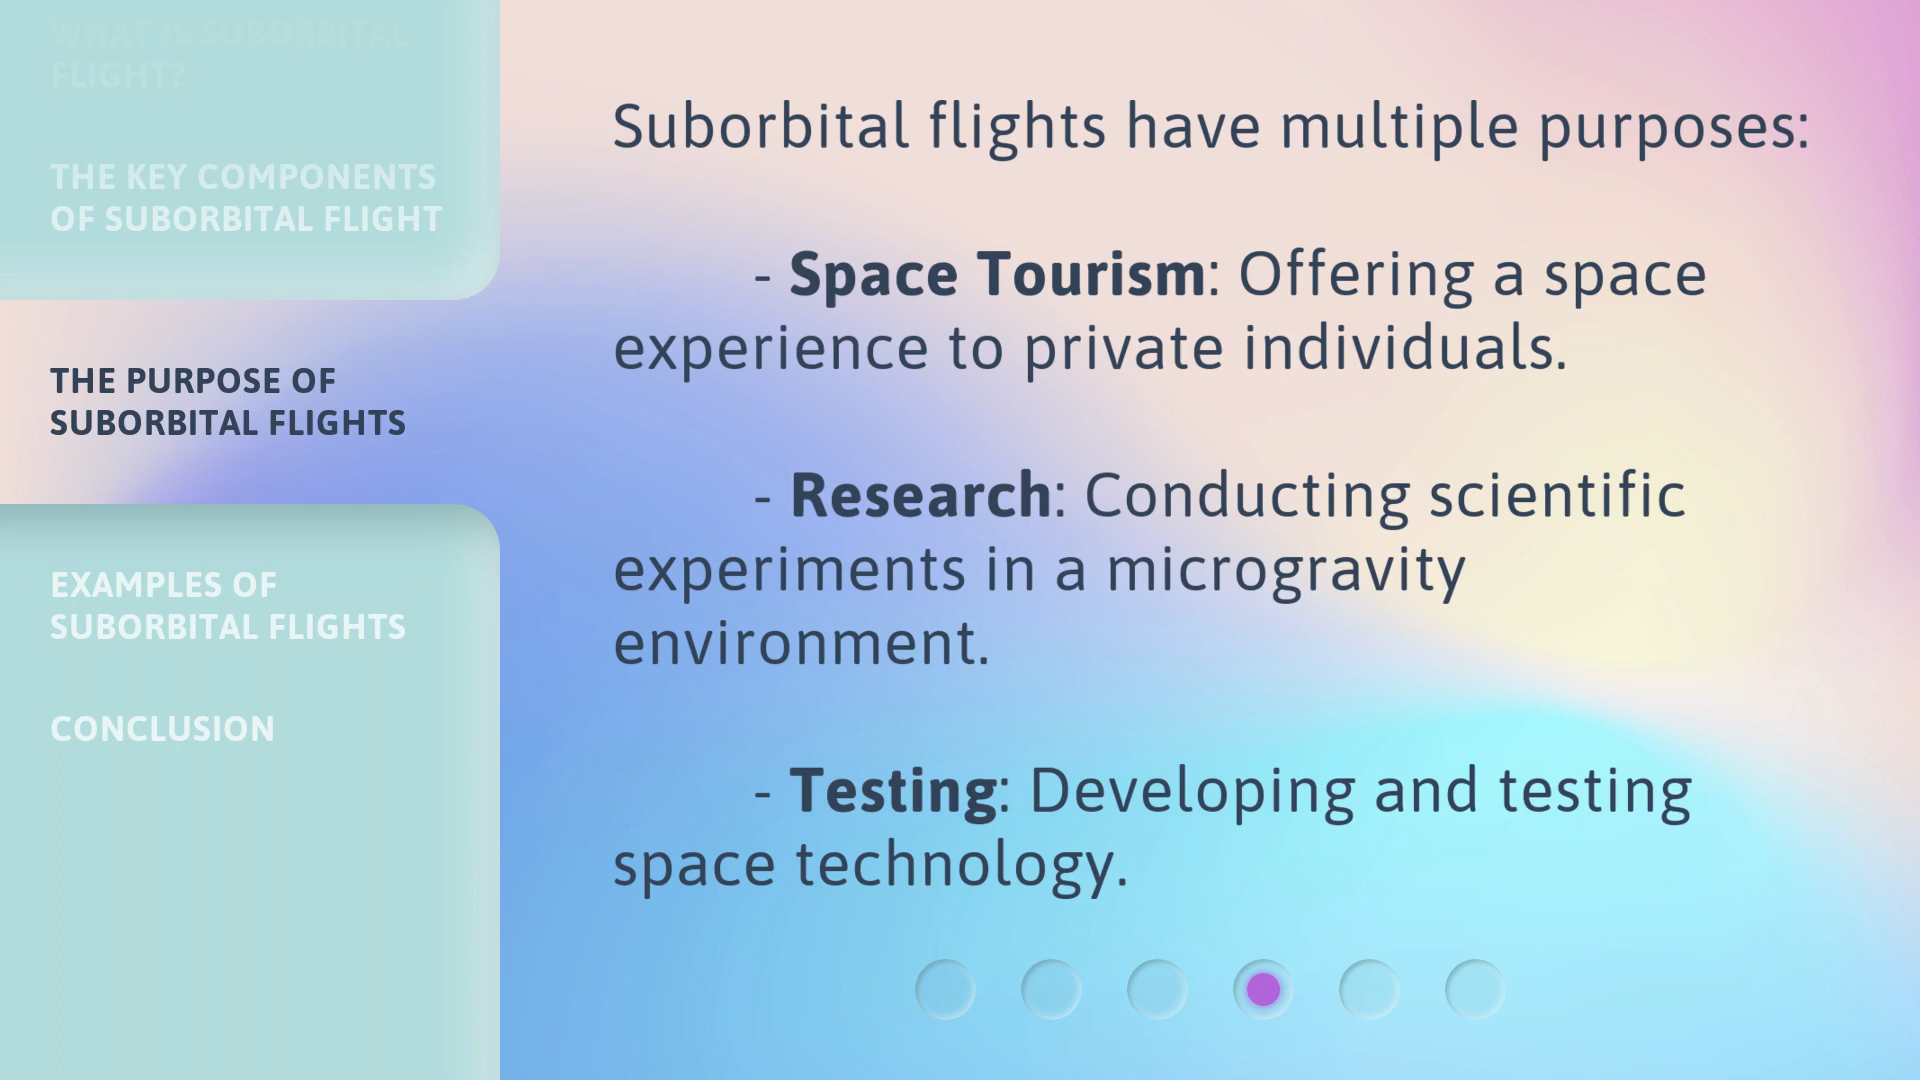 WHAT IS SUBORBITAL
FLIGHT?
THE KEY COMPONENTS
OF SUBORBITAL FLIGHT
THE PURPOSE OF
SUBORBITAL FLIGHTS
EXAMPLES OF
SUBORBITAL FLIGHTS
CONCLUSION
Suborbital flights have multiple purposes:
- Space Tourism: Offering a space
experience to private individuals.
- Research: Conducting scientific
experiments in a microgravity
environment.
- Testing: Developing and testing
space technology.